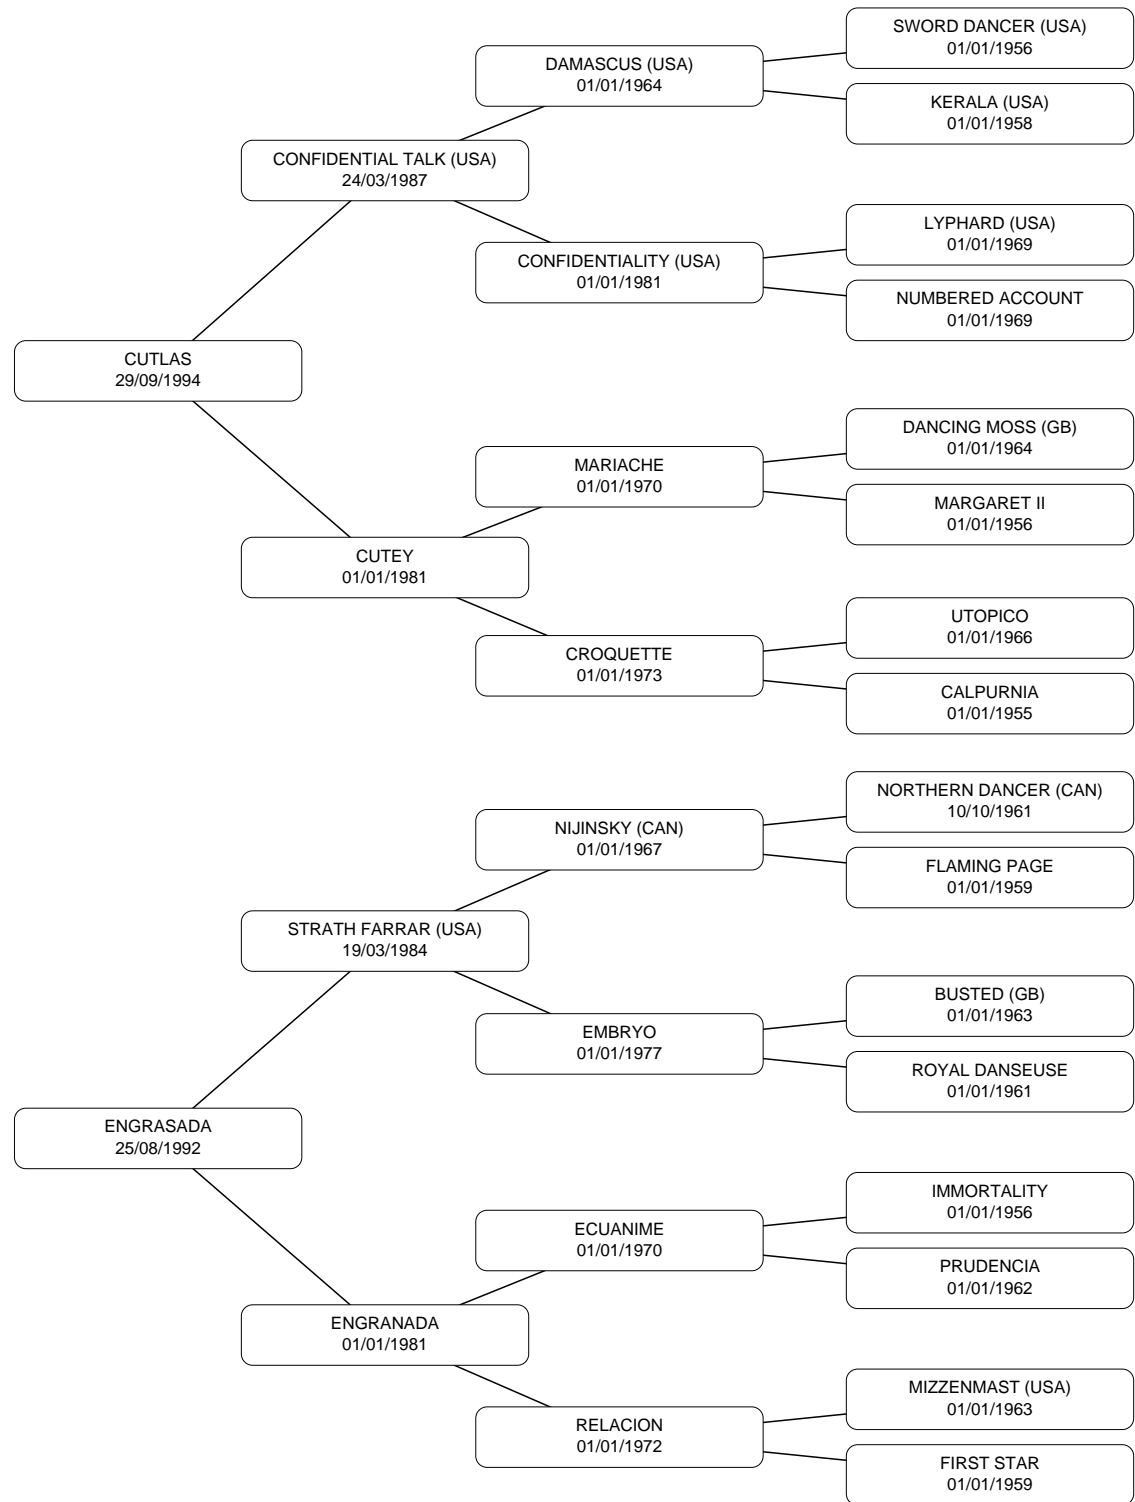 SWORD DANCER (USA)
01/01/1956
DAMASCUS (USA)
01/01/1964
KERALA (USA)
01/01/1958
CONFIDENTIAL TALK (USA)
24/03/1987
LYPHARD (USA)
01/01/1969
CONFIDENTIALITY (USA)
01/01/1981
NUMBERED ACCOUNT
01/01/1969
CUTLAS
29/09/1994
DANCING MOSS (GB)
01/01/1964
MARIACHE
01/01/1970
MARGARET II
01/01/1956
CUTEY
01/01/1981
UTOPICO
01/01/1966
CROQUETTE
01/01/1973
CALPURNIA
01/01/1955
NORTHERN DANCER (CAN)
10/10/1961
NIJINSKY (CAN)
01/01/1967
FLAMING PAGE
01/01/1959
STRATH FARRAR (USA)
19/03/1984
BUSTED (GB)
01/01/1963
EMBRYO
01/01/1977
ROYAL DANSEUSE
01/01/1961
ENGRASADA
25/08/1992
IMMORTALITY
01/01/1956
ECUANIME
01/01/1970
PRUDENCIA
01/01/1962
ENGRANADA
01/01/1981
MIZZENMAST (USA)
01/01/1963
RELACION
01/01/1972
FIRST STAR
01/01/1959